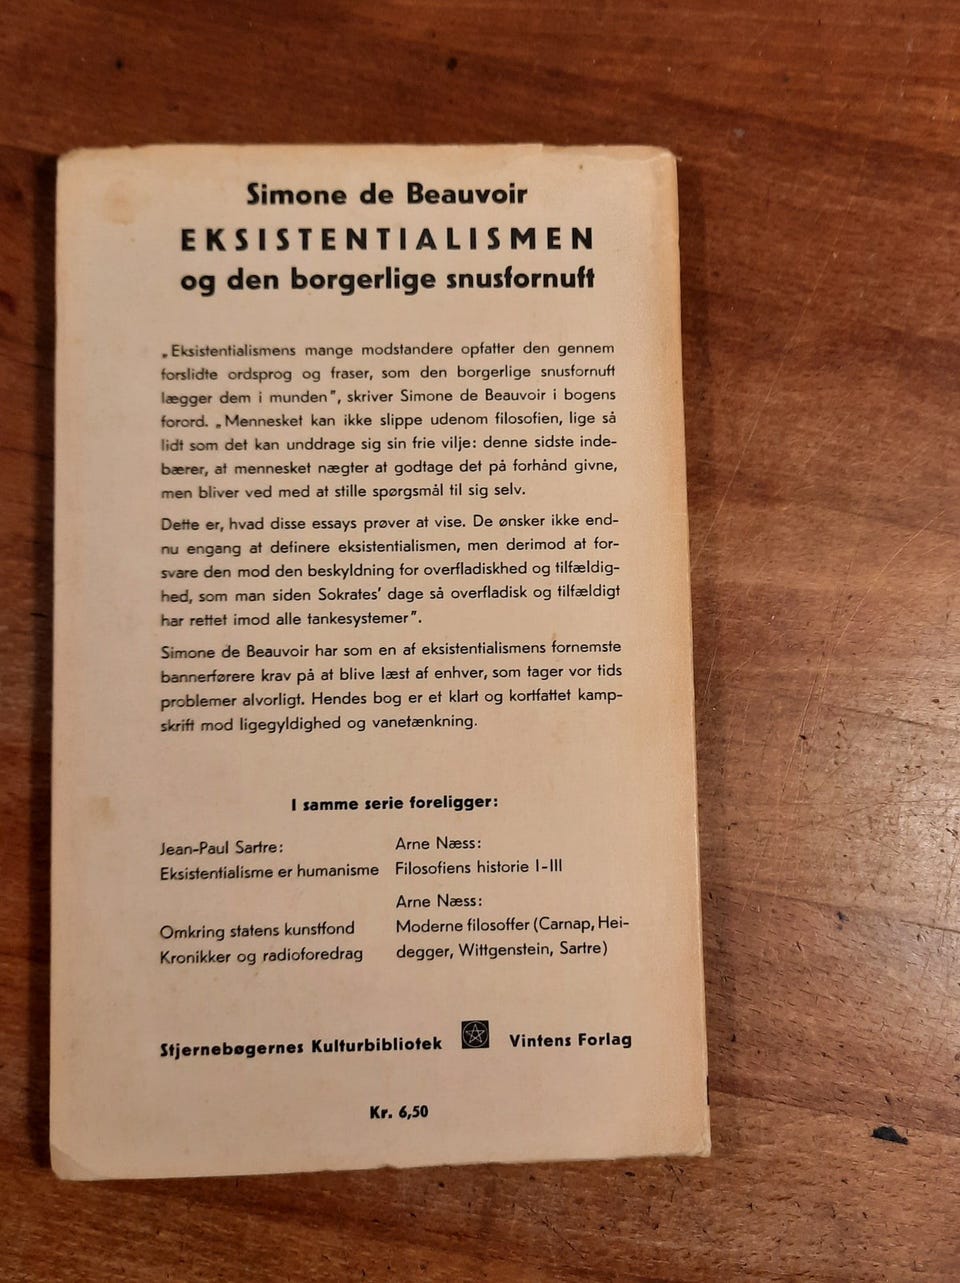 Simone de Beauvoir
EKSISTENTIALISMEN
og den borgerlige snusfornuft
„Eksistentialismens mange modstandere opfatter den gennem
forslidte ordsprog og fraser, som den borgerlige snusfornuft
lægger dem i munden", skriver Simone de Beauvoir i bogens
forord. „Mennesket kan ikke slippe udenom filosofien, lige så
lidt som det kan unddrage sig sin frie vilje: denne sidste inde-
bærer, at mennesket nægter at godtage det på forhånd givne,
men bliver ved med at stille spørgsmål til sig selv.
Dette er, hvad disse essays prøver at vise. De ønsker ikke end-
nu engang at definere eksistentialismen, men derimod at for-
svare den mod den beskyldning for overfladiskhed og tilfældig-
hed, som man siden Sokrates' dage så overfladisk og tilfældigt
har rettet imod alle tankesystemer".
Simone de Beauvoir har som en af eksistentialismens fornemste
bannerførere krav på at blive læst af enhver, som tager vor tids
problemer alvorligt. Hendes bog er et klart og kortfattet kamp-
skrift mod ligegyldighed og vanetænkning.
I samme serie foreligger:
Jean-Paul Sartre:
Eksistentialisme er humanisme
Omkring statens kunstfond
Kronikker og radioforedrag
Arne Næss:
Filosofiens historie I-III
Arne Næss:
Moderne filosoffer (Carnap, Hei-
degger, Wittgenstein, Sartre)
Stjernebøgernes Kulturbibliotek Vintens Forlag
Kr. 6,50